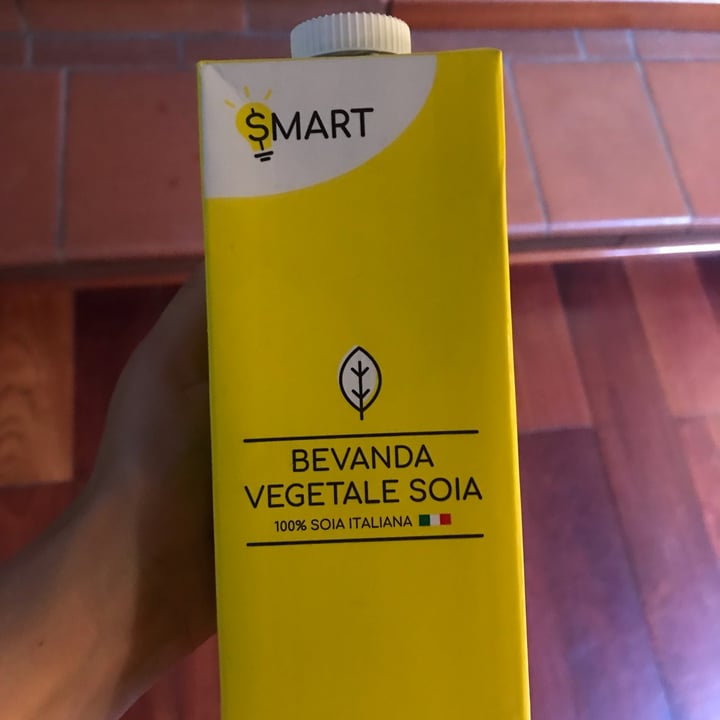 $MART
BEVANDA
VEGETALE SOIA
100% SOIA ITALIANA